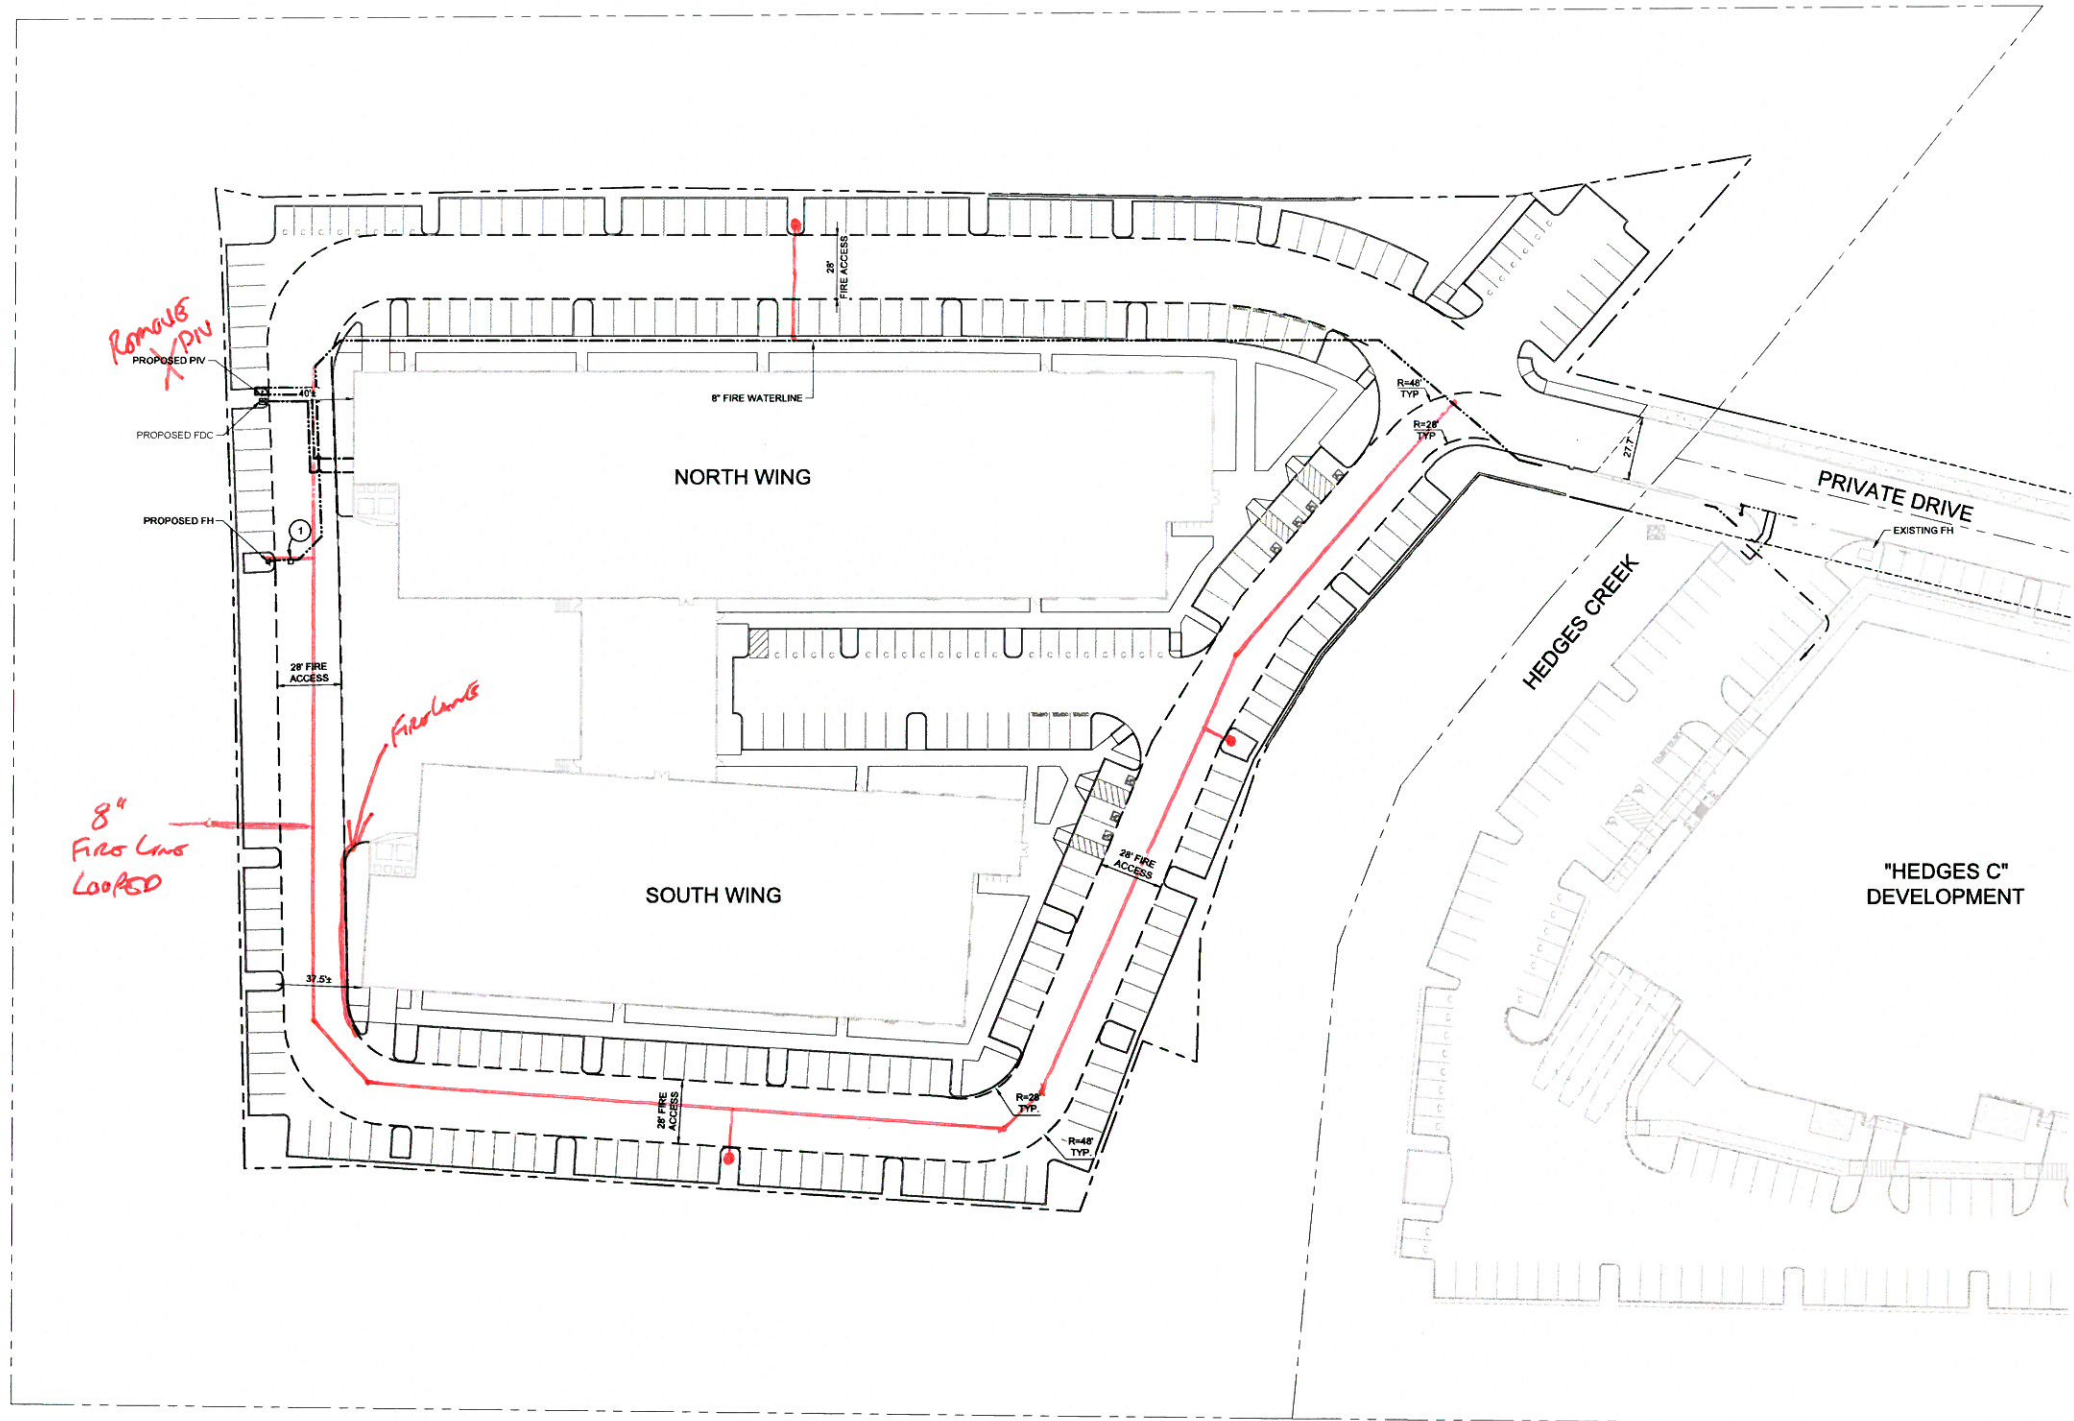 28'
FIRE ACCESS
REMOVE
PIV
X
PROPOSED PIV
40'±
8" FIRE WATERLINE
PROPOSED FDC
R=48'
TYP
R=28'
TYP
27.7'
NORTH WING
PRIVATE DRIVE
EXISTING FH
PROPOSED FH
1
HEDGES CREEK
28' FIRE
ACCESS
FIRE LANE
8"
FIRE LINE
LOOPED
28' FIRE
ACCESS
SOUTH WING
"HEDGES C"
DEVELOPMENT
37.5'±
28' FIRE
ACCESS
R=28'
TYP.
R=48'
TYP.